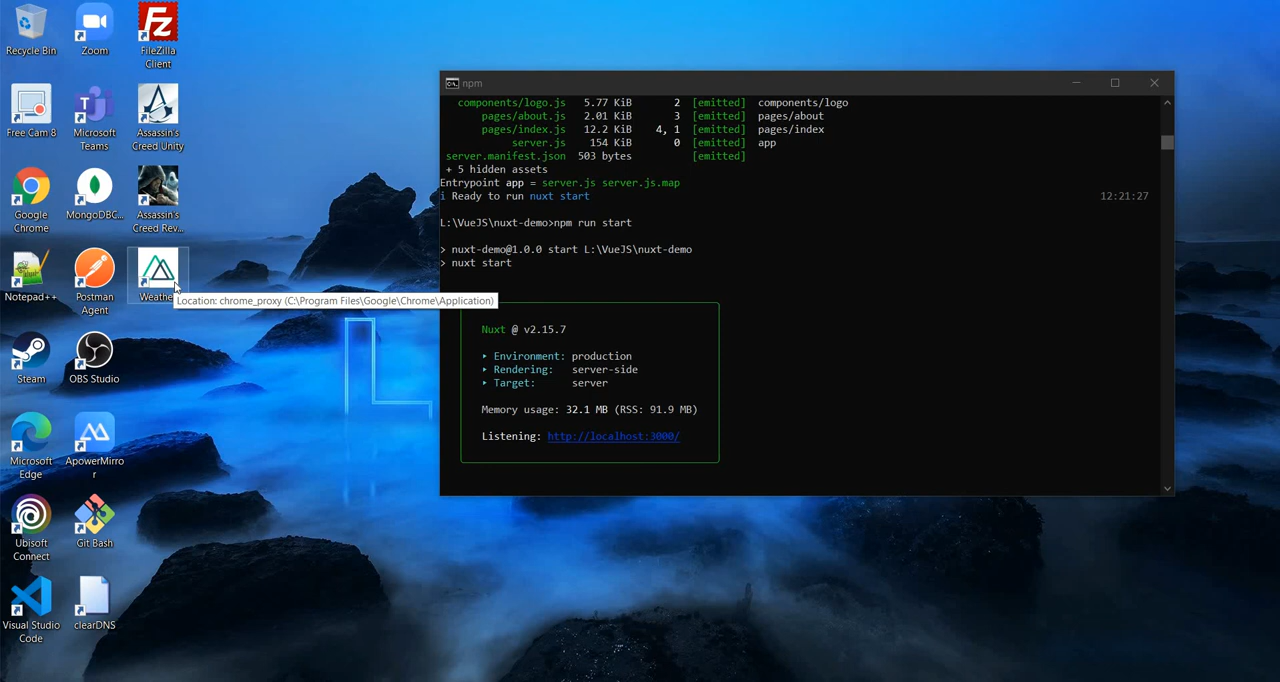 Recycle Bin
Zoom
FileZilla
Client
Free Cam 8
Microsoft
Teams
Assassin's
Creed Unity
Google
Chrome
MongoDBC...
Assassin's
Creed Rev...
Notepad++
Postman
Agent
Weathe
Location: chrome_proxy (C:\Program Files\Google\Chrome\Application)
Steam
OBS Studio
Microsoft
Edge
ApowerMirro
r
Ubisoft
Connect
Git Bash
Visual Studio
Code
clearDNS
npm
components/logo.js 5.77 KiB 2 [emitted] components/logo
pages/about.js 2.01 KiB 3 [emitted] pages/about
pages/index.js 12.2 KiB 4, 1 [emitted] pages/index
server.js 154 KiB 0 [emitted] app
server.manifest.json 503 bytes [emitted]
+ 5 hidden assets
Entrypoint app = server.js server.js.map
i Ready to run nuxt start 12:21:27
L:\VueJS\nuxt-demo>npm run start
> nuxt-demo@1.0.0 start L:\VueJS\nuxt-demo
> nuxt start
Nuxt @ v2.15.7
▸ Environment: production
▸ Rendering: server-side
▸ Target: server
Memory usage: 32.1 MB (RSS: 91.9 MB)
Listening: http://localhost:3000/